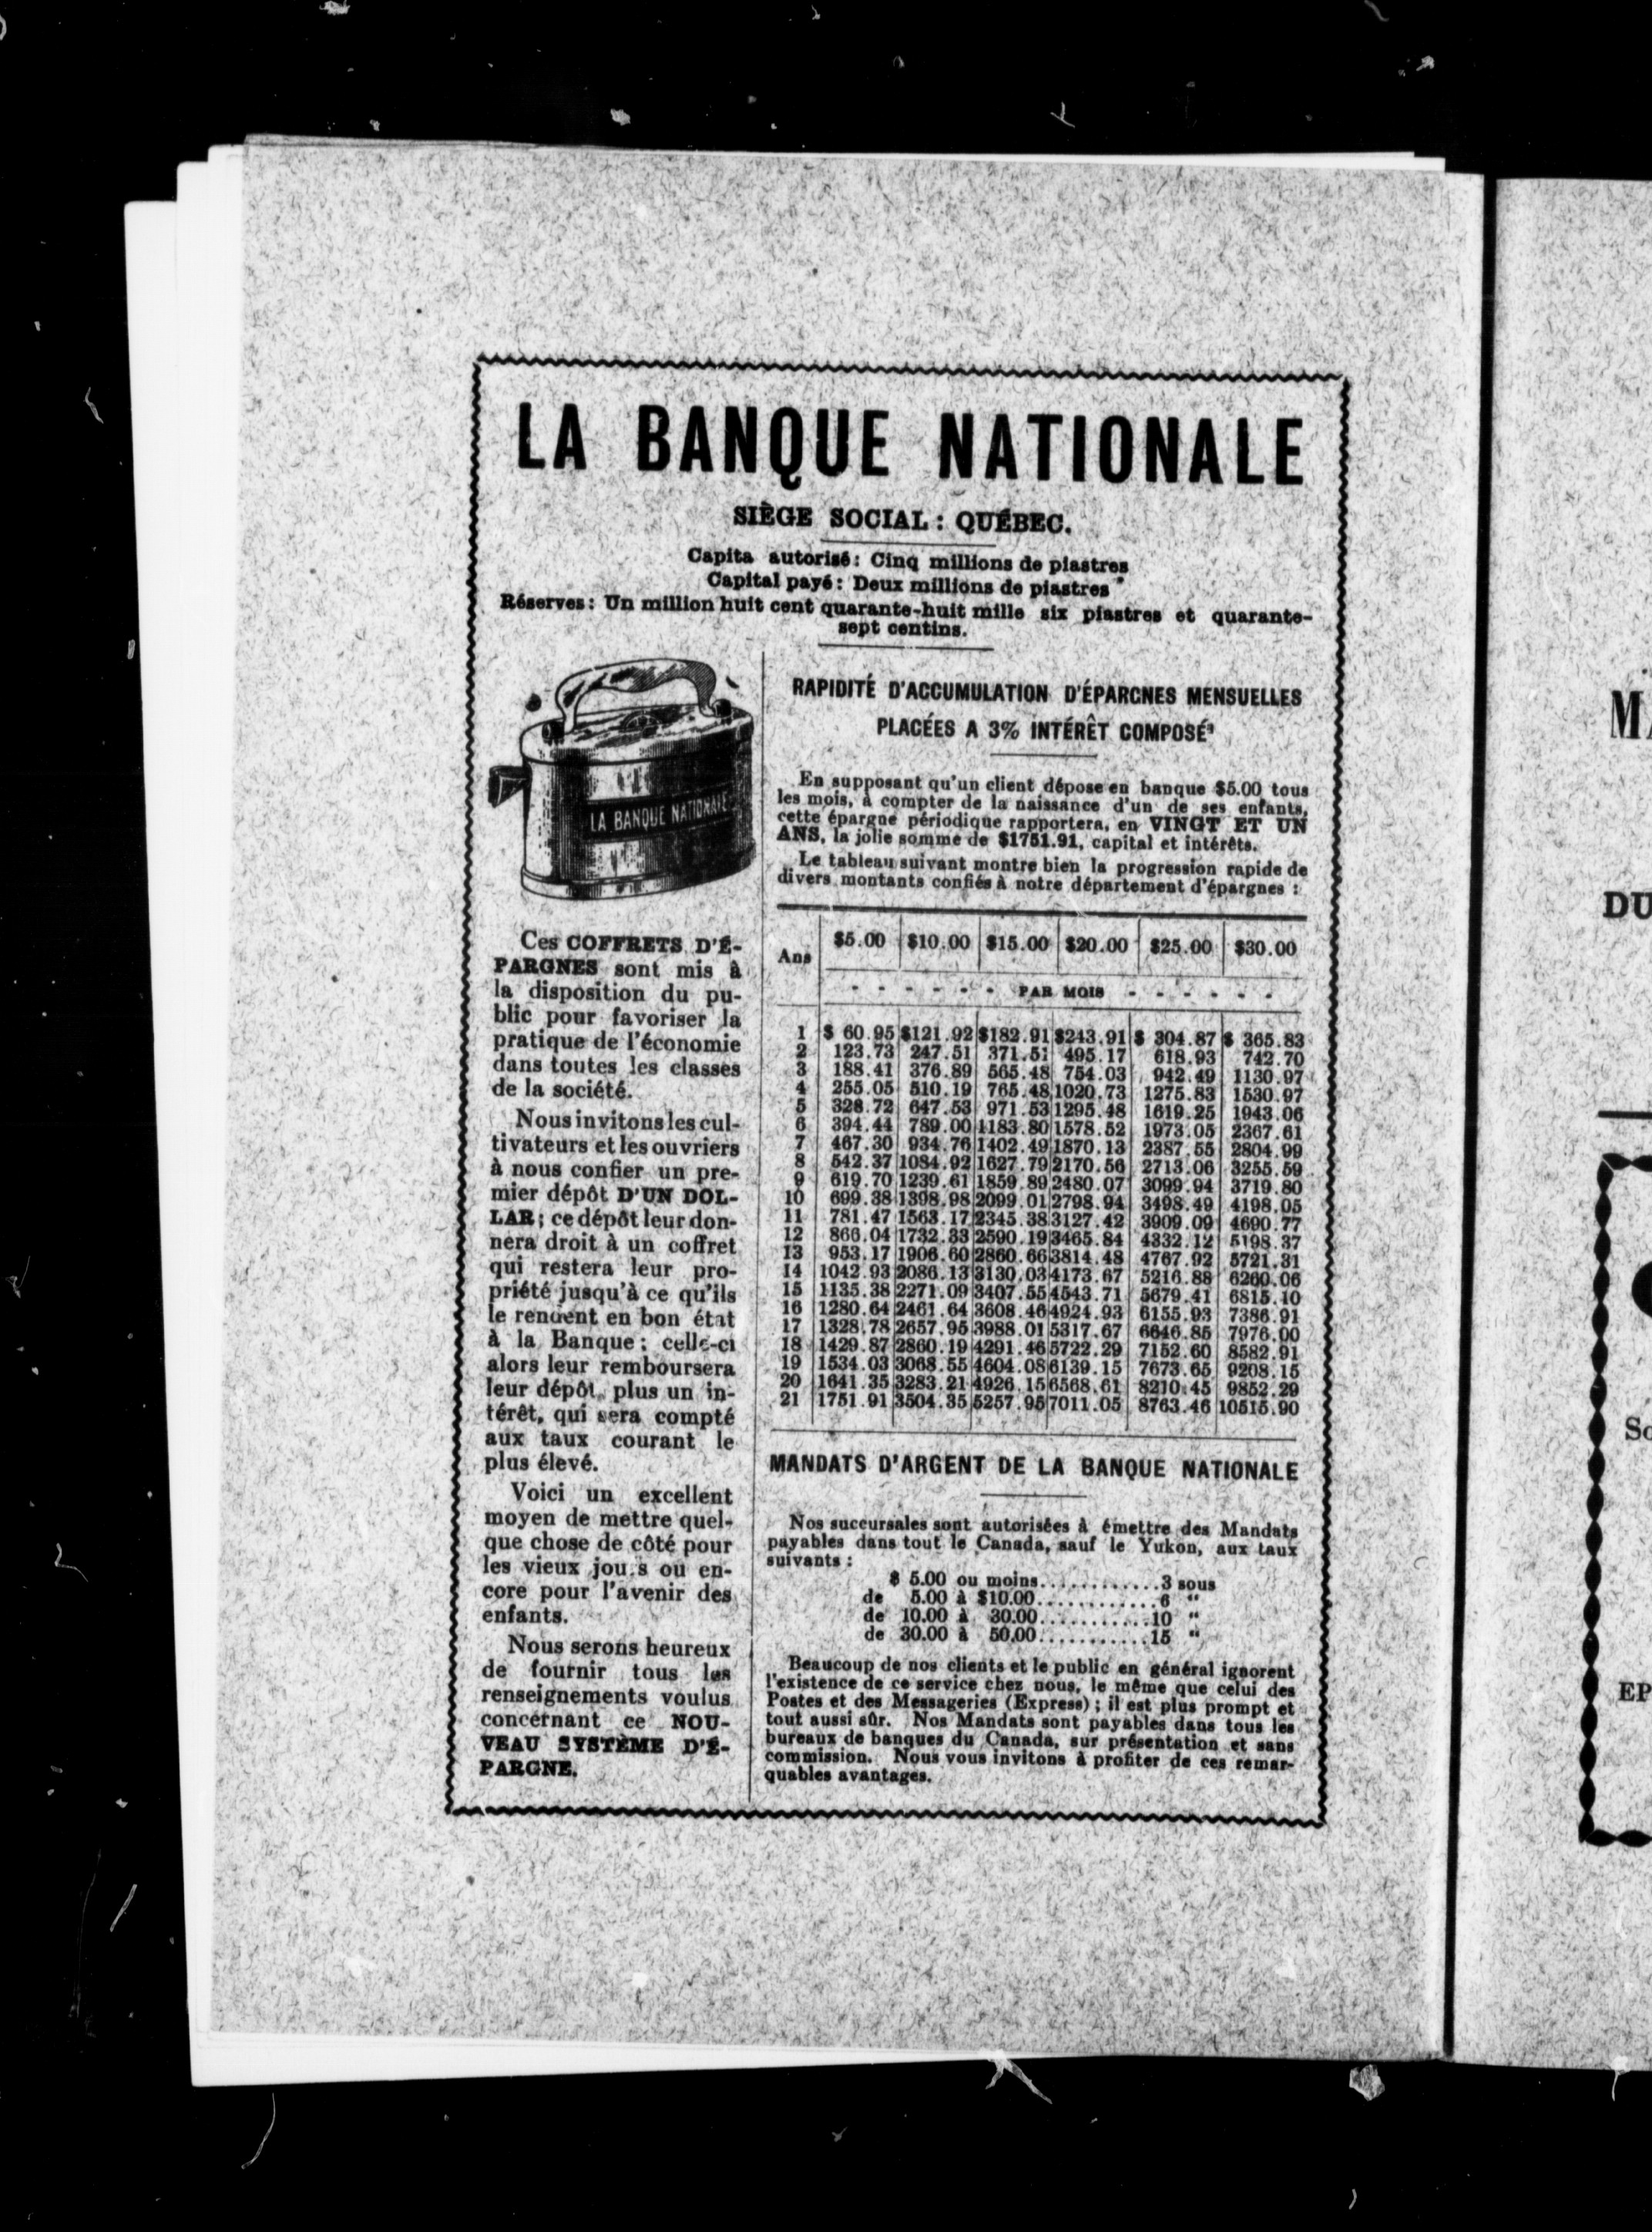 LA BANQUE NATIONALE
SIÈGE SOCIAL : QUÉBEC.
Capita autorisé : Cinq millions de piastres
Capital payé : Deux millions de piastres
Réserves : Un million huit cent quarante-huit mille six piastres et quarante-
sept centins.
LA BANQUE NATIONALE
Ces COFFRETS D'É-
PARGNES sont mis à
la disposition du pu-
blic pour favoriser la
pratique de l'économie
dans toutes les classes
de la société.
Nous invitons les cul-
tivateurs et les ouvriers
à nous confier un pre-
mier dépôt D'UN DOL-
LAR ; ce dépôt leur don-
nera droit à un coffret
qui restera leur pro-
priété jusqu'à ce qu'ils
le rendent en bon état
à la Banque ; celle-ci
alors leur remboursera
leur dépôt, plus un in-
térêt, qui sera compté
aux taux courant le
plus élevé.
Voici un excellent
moyen de mettre quel-
que chose de côté pour
les vieux jou.s ou en-
core pour l'avenir des
enfants.
Nous serons heureux
de fournir tous les
renseignements voulus
concernant ce NOU-
VEAU SYSTÈME D'É-
PARGNE.
RAPIDITÉ D'ACCUMULATION D'ÉPARGNES MENSUELLES
PLACÉES A 3% INTÉRÊT COMPOSÉ
En supposant qu'un client dépose en banque $5.00 tous
les mois, à compter de la naissance d'un de ses enfants,
cette épargne périodique rapportera, en VINGT ET UN
ANS, la jolie somme de $1751.91, capital et intérêts.
Le tableau suivant montre bien la progression rapide de
divers montants confiés à notre département d'épargnes :
Ans $5.00 $10.00 $15.00 $20.00 $25.00 $30.00
- - - - - - PAR MOIS - - - - - -
1 $ 60.95 $121.92 $182.91 $243.91 $ 304.87 $ 365.83
2 123.73 247.51 371.51 495.17 618.93 742.70
3 188.41 376.89 565.48 754.03 942.49 1130.97
4 255.05 510.19 765.48 1020.73 1275.83 1530.97
5 328.72 647.53 971.53 1295.48 1619.25 1943.06
6 394.44 789.00 1183.80 1578.52 1973.05 2367.61
7 467.30 934.76 1402.49 1870.13 2387.55 2804.99
8 542.37 1084.92 1627.79 2170.56 2713.06 3255.59
9 619.70 1239.61 1859.89 2480.07 3099.94 3719.80
10 699.38 1398.98 2099.01 2798.94 3498.49 4198.05
11 781.47 1563.17 2345.38 3127.42 3909.09 4690.77
12 866.04 1732.33 2590.19 3465.84 4332.12 5198.37
13 953.17 1906.60 2860.66 3814.48 4767.92 5721.31
14 1042.93 2086.13 3130.03 4173.67 5216.88 6260.06
15 1135.38 2271.09 3407.55 4543.71 5679.41 6815.10
16 1280.64 2461.64 3608.46 4924.93 6155.93 7386.91
17 1328.78 2657.95 3988.01 5317.67 6646.85 7976.00
18 1429.87 2860.19 4291.46 5722.29 7152.60 8582.91
19 1534.03 3068.55 4604.08 6139.15 7673.65 9208.15
20 1641.35 3283.21 4926.15 6568.61 8210.45 9852.29
21 1751.91 3504.35 5257.95 7011.05 8763.46 10515.90
MANDATS D'ARGENT DE LA BANQUE NATIONALE
Nos succursales sont autorisées à émettre des Mandats
payables dans tout le Canada, sauf le Yukon, aux taux
suivants :
$ 5.00 ou moins............3 sous
de 5.00 à $10.00............6 "
de 10.00 à 30.00...........10 "
de 30.00 à 50.00...........15 "
Beaucoup de nos clients et le public en général ignorent
l'existence de ce service chez nous, le même que celui des
Postes et des Messageries (Express) ; il est plus prompt et
tout aussi sûr. Nos Mandats sont payables dans tous les
bureaux de banques du Canada, sur présentation et sans
commission. Nous vous invitons à profiter de ces remar-
quables avantages.
DU